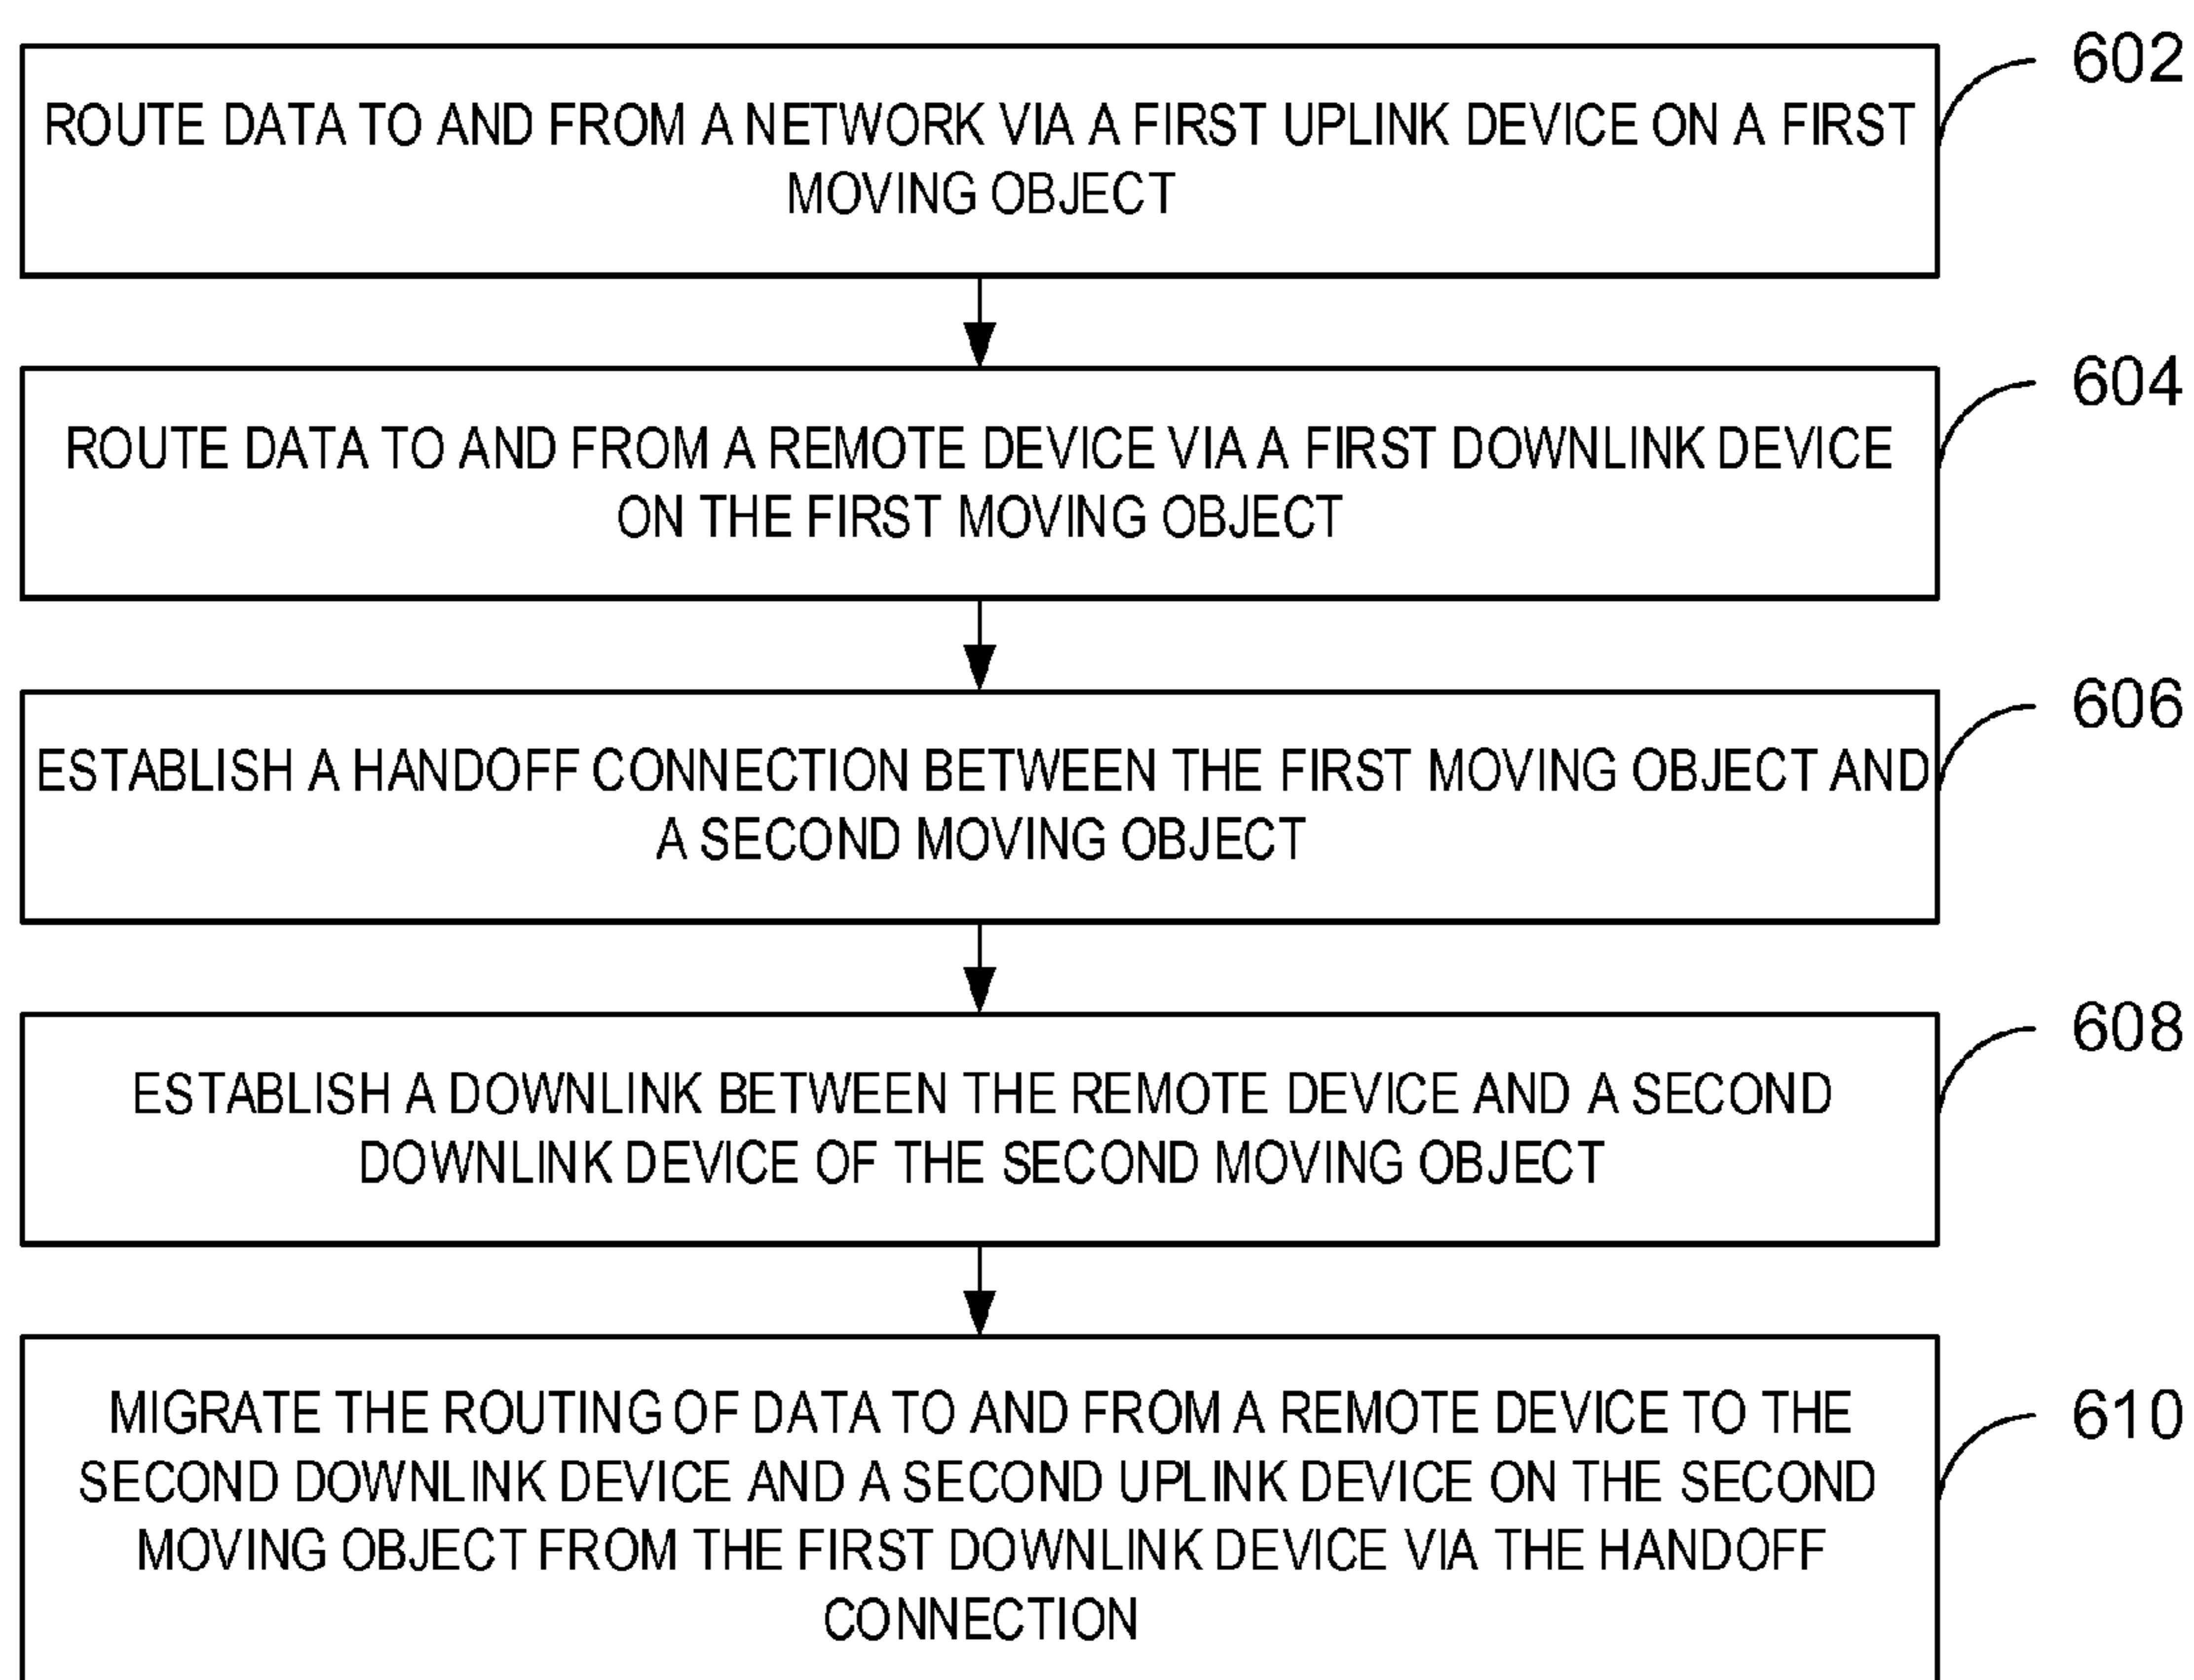 602
ROUTE DATA TO AND FROM A NETWORK VIA A FIRST UPLINK DEVICE ON A FIRST
MOVING OBJECT
604
ROUTE DATA TO AND FROM A REMOTE DEVICE VIA A FIRST DOWNLINK DEVICE
ON THE FIRST MOVING OBJECT
606
ESTABLISH A HANDOFF CONNECTION BETWEEN THE FIRST MOVING OBJECT AND
A SECOND MOVING OBJECT
608
ESTABLISH A DOWNLINK BETWEEN THE REMOTE DEVICE AND A SECOND
DOWNLINK DEVICE OF THE SECOND MOVING OBJECT
610
MIGRATE THE ROUTING OF DATA TO AND FROM A REMOTE DEVICE TO THE
SECOND DOWNLINK DEVICE AND A SECOND UPLINK DEVICE ON THE SECOND
MOVING OBJECT FROM THE FIRST DOWNLINK DEVICE VIA THE HANDOFF
CONNECTION